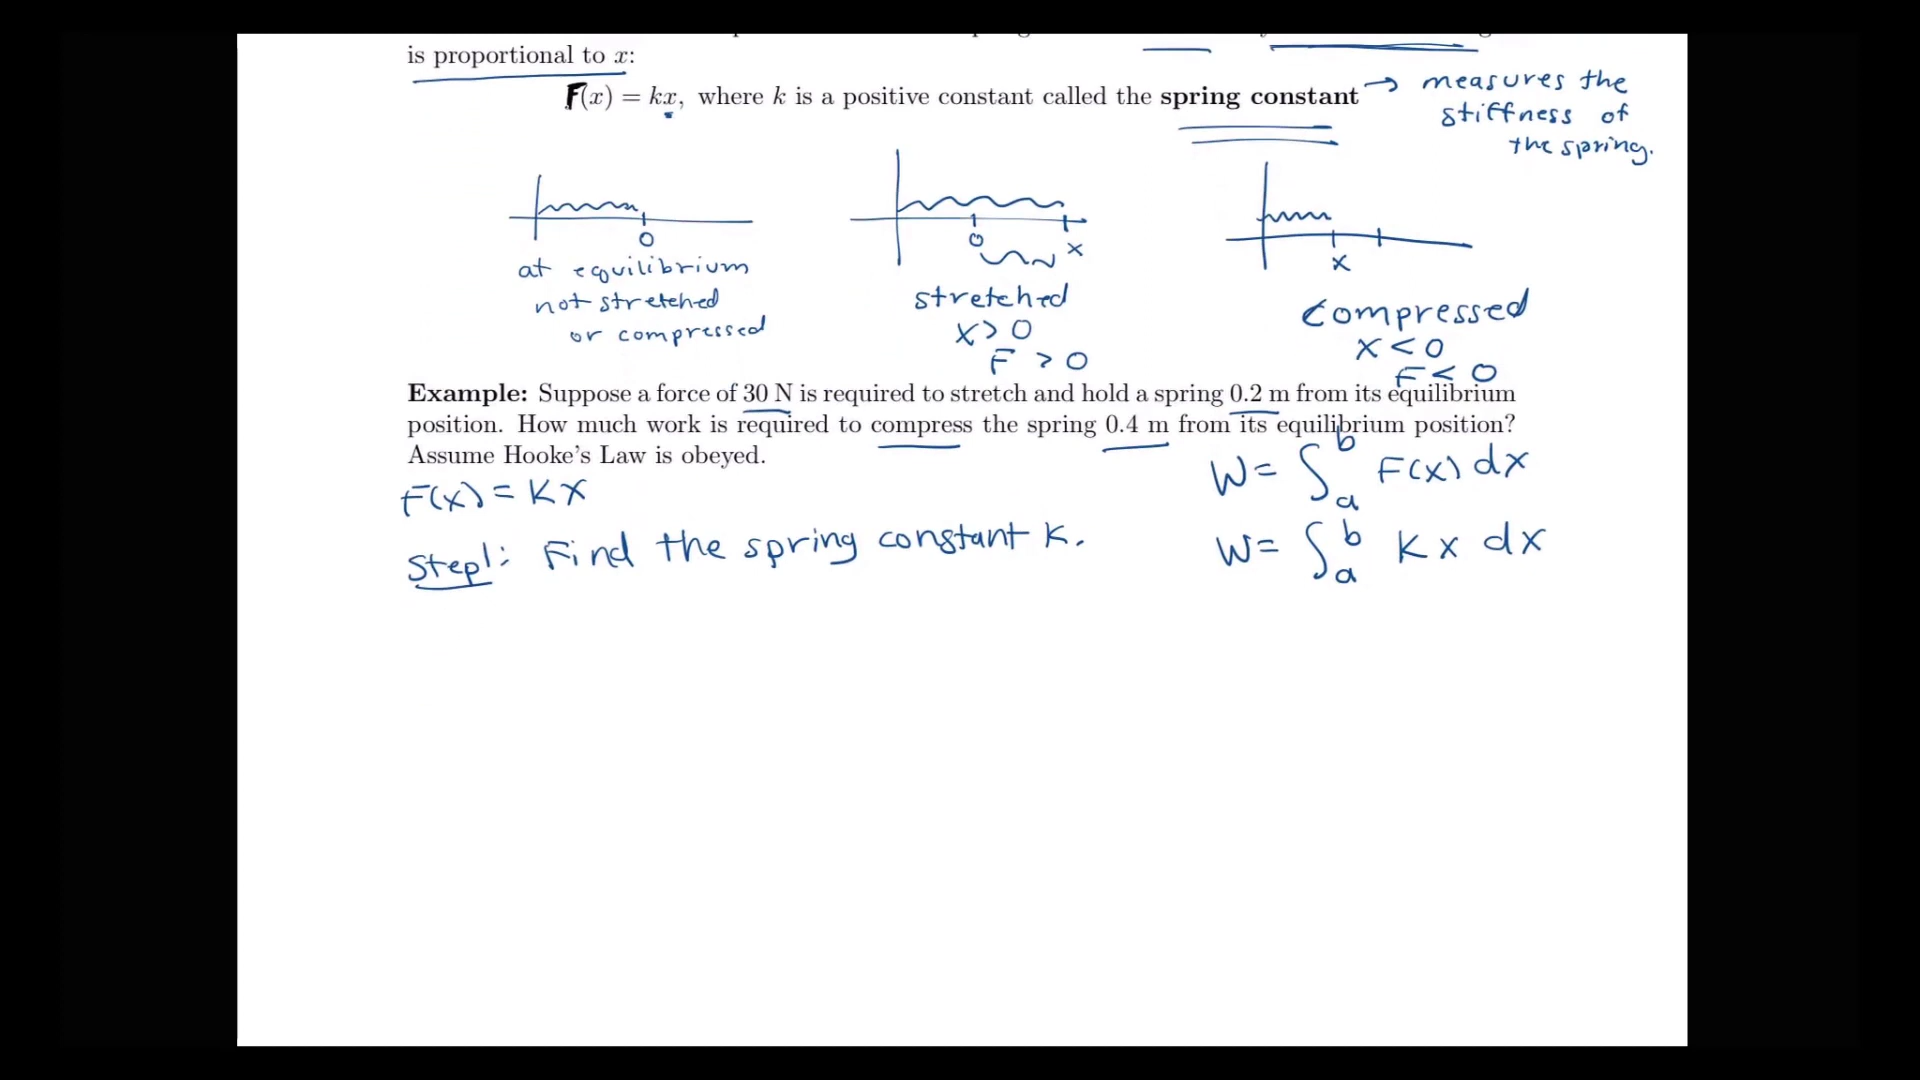 is proportional to x:
F(x) = kx, where k is a positive constant called the spring constant → measures the
stiffness of
the spring.
0
at equilibrium
not stretched
or compressed
0 x
stretched
x > 0
F > 0
x
compressed
x < 0
F < 0
Example: Suppose a force of 30 N is required to stretch and hold a spring 0.2 m from its equilibrium
position. How much work is required to compress the spring 0.4 m from its equilibrium position?
Assume Hooke's Law is obeyed.
F(x) = Kx
Step 1: Find the spring constant K.
W = ∫_a^b F(x) dx
W = ∫_a^b K x dx